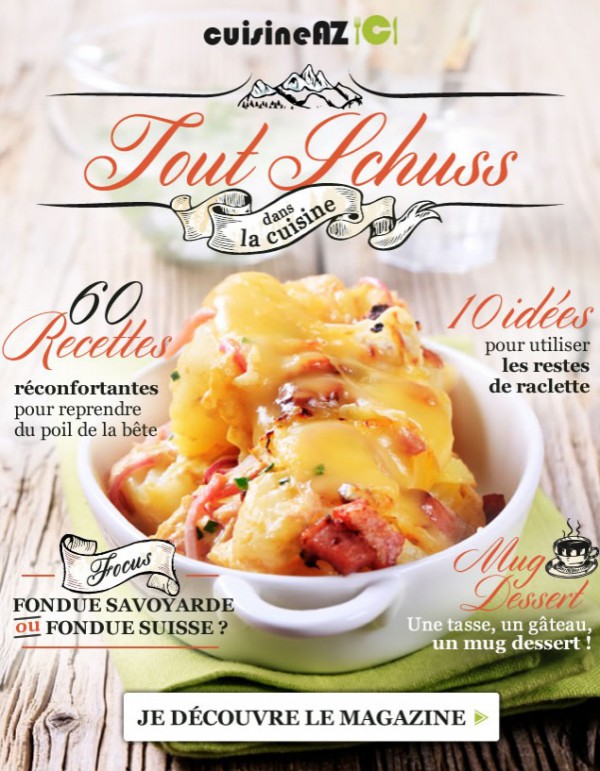 cuisineAZ
Tout Schuss
dans
la cuisine
60
Recettes
réconfortantes
pour reprendre
du poil de la bête
10 idées
pour utiliser
les restes
de raclette
Focus
FONDUE SAVOYARDE
ou FONDUE SUISSE ?
Mug
Dessert
Une tasse, un gâteau,
un mug dessert !
JE DÉCOUVRE LE MAGAZINE